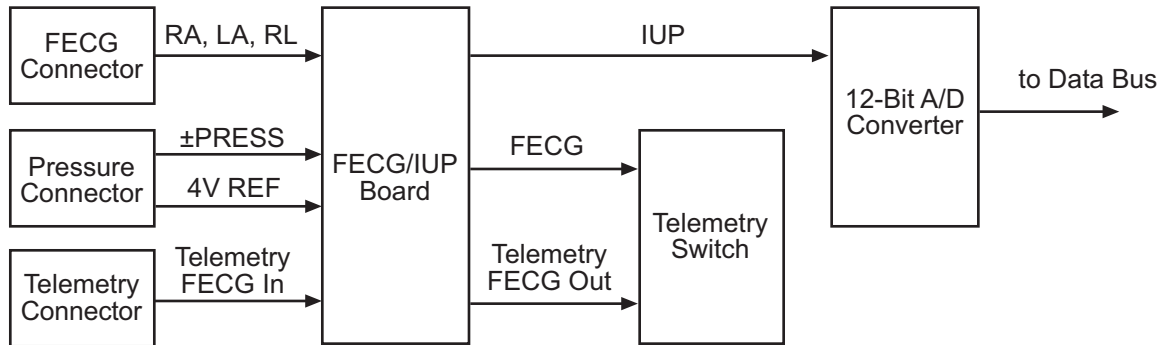 FECG
Connector
RA, LA, RL
Pressure
Connector
±PRESS
4V REF
Telemetry
Connector
Telemetry
FECG In
FECG/IUP
Board
IUP
FECG
Telemetry
FECG Out
Telemetry
Switch
12-Bit A/D
Converter
to Data Bus